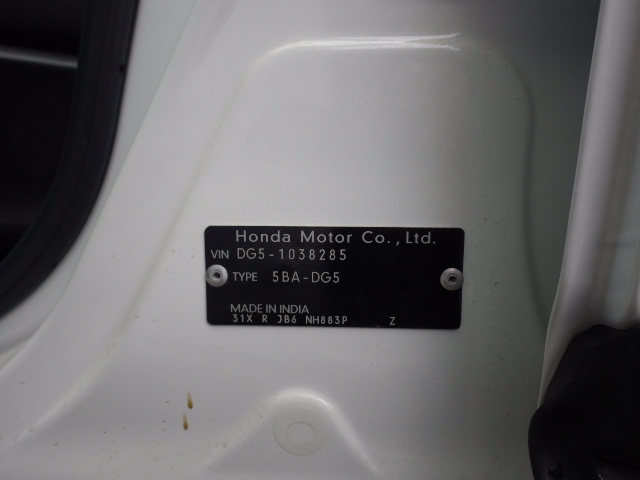 Honda Motor Co., Ltd.
VIN DG5-1038285
TYPE 5BA-DG5
MADE IN INDIA
31X R JB6 NH883P Z